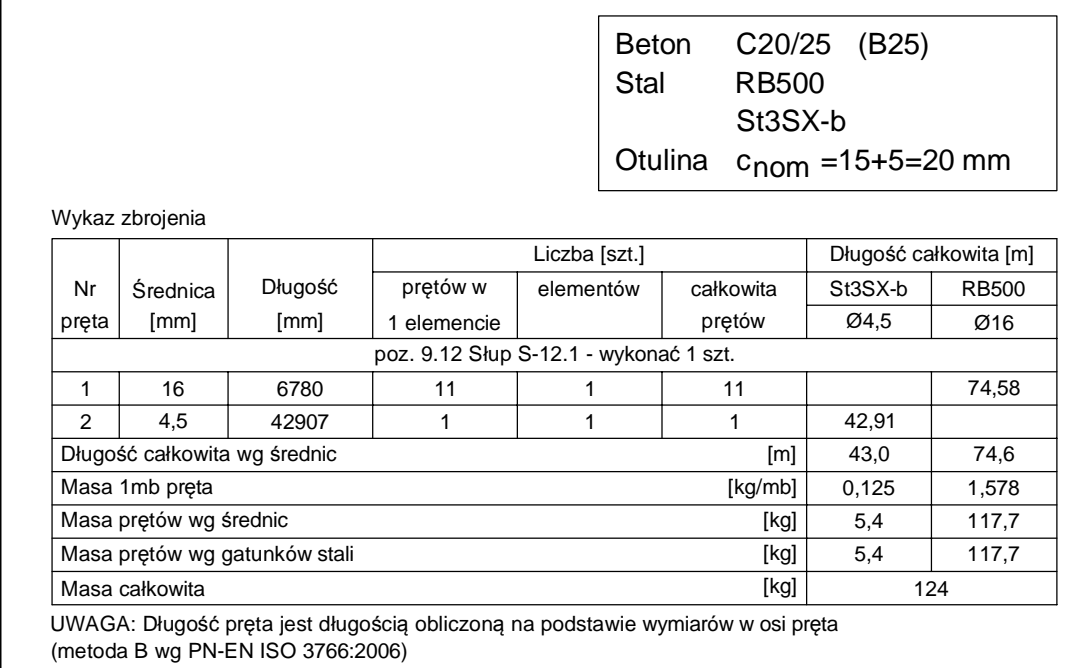 Beton C20/25 (B25)
Stal RB500
St3SX-b
Otulina cnom =15+5=20 mm
Wykaz zbrojenia
Liczba [szt.] Długość całkowita [m]
Nr Średnica Długość prętów w elementów całkowita St3SX-b RB500
pręta [mm] [mm] 1 elemencie prętów Ø4,5 Ø16
poz. 9.12 Słup S-12.1 - wykonać 1 szt.
1 16 6780 11 1 11 74,58
2 4,5 42907 1 1 1 42,91
Długość całkowita wg średnic [m] 43,0 74,6
Masa 1mb pręta [kg/mb] 0,125 1,578
Masa prętów wg średnic [kg] 5,4 117,7
Masa prętów wg gatunków stali [kg] 5,4 117,7
Masa całkowita [kg] 124
UWAGA: Długość pręta jest długością obliczoną na podstawie wymiarów w osi pręta
(metoda B wg PN-EN ISO 3766:2006)